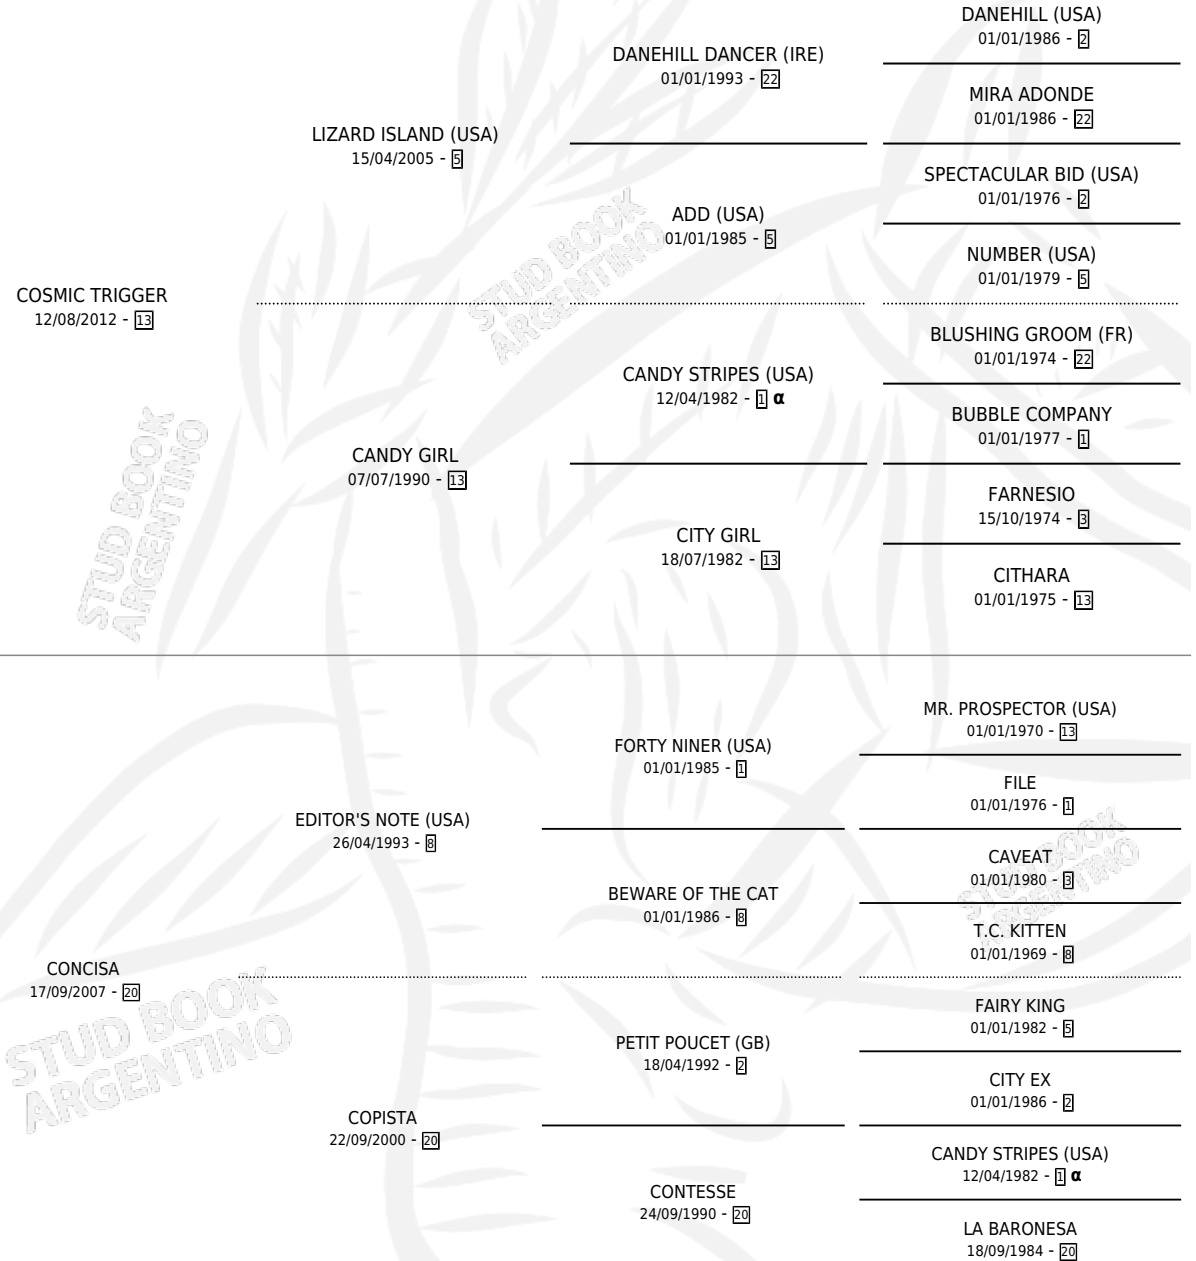 DANEHILL (USA)
01/01/1986 - 2
DANEHILL DANCER (IRE)
01/01/1993 - 22
MIRA ADONDE
01/01/1986 - 22
LIZARD ISLAND (USA)
15/04/2005 - 5
SPECTACULAR BID (USA)
01/01/1976 - 2
ADD (USA)
01/01/1985 - 5
NUMBER (USA)
01/01/1979 - 5
COSMIC TRIGGER
12/08/2012 - 13
BLUSHING GROOM (FR)
01/01/1974 - 22
CANDY STRIPES (USA)
12/04/1982 - 1 α
BUBBLE COMPANY
01/01/1977 - 1
CANDY GIRL
07/07/1990 - 13
FARNESIO
15/10/1974 - 3
CITY GIRL
18/07/1982 - 13
CITHARA
01/01/1975 - 13
STUD BOOK
ARGENTINO
STUD BOOK
ARGENTINO
MR. PROSPECTOR (USA)
01/01/1970 - 13
FORTY NINER (USA)
01/01/1985 - 1
FILE
01/01/1976 - 1
EDITOR'S NOTE (USA)
26/04/1993 - 8
CAVEAT
01/01/1980 - 3
BEWARE OF THE CAT
01/01/1986 - 8
T.C. KITTEN
01/01/1969 - 8
CONCISA
17/09/2007 - 20
FAIRY KING
01/01/1982 - 5
PETIT POUCET (GB)
18/04/1992 - 2
CITY EX
01/01/1986 - 2
COPISTA
22/09/2000 - 20
CANDY STRIPES (USA)
12/04/1982 - 1 α
CONTESSE
24/09/1990 - 20
LA BARONESA
18/09/1984 - 20
STUD BOOK
ARGENTINO
STUD BOOK
ARGENTINO